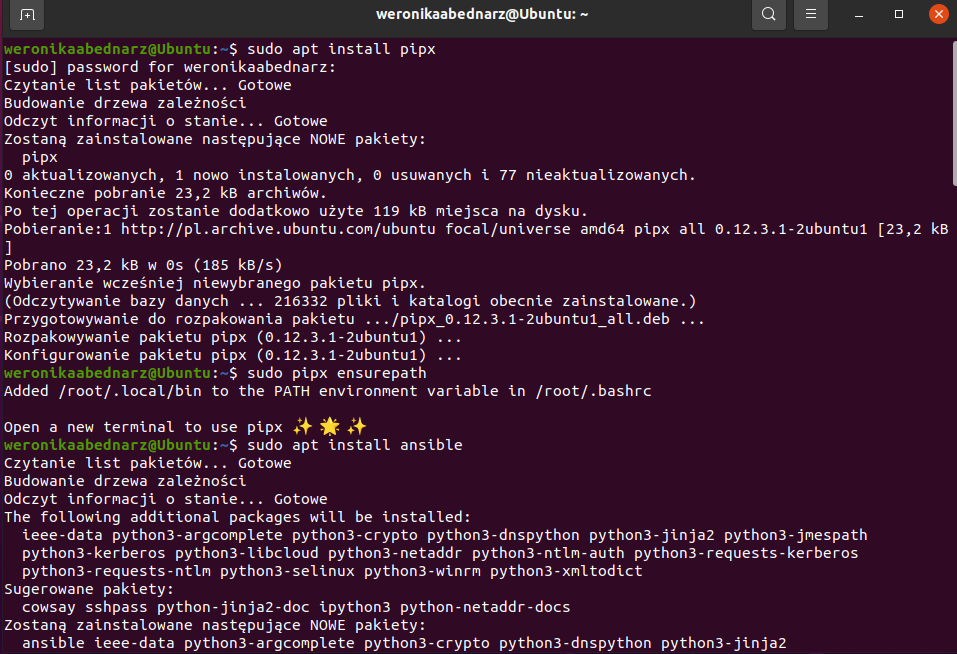 weronikaabednarz@Ubuntu: ~
weronikaabednarz@Ubuntu:~$ sudo apt install pipx
[sudo] password for weronikaabednarz:
Czytanie list pakietów... Gotowe
Budowanie drzewa zależności
Odczyt informacji o stanie... Gotowe
Zostaną zainstalowane następujące NOWE pakiety:
  pipx
0 aktualizowanych, 1 nowo instalowanych, 0 usuwanych i 77 nieaktualizowanych.
Konieczne pobranie 23,2 kB archiwów.
Po tej operacji zostanie dodatkowo użyte 119 kB miejsca na dysku.
Pobieranie:1 http://pl.archive.ubuntu.com/ubuntu focal/universe amd64 pipx all 0.12.3.1-2ubuntu1 [23,2 kB
]
Pobrano 23,2 kB w 0s (185 kB/s)
Wybieranie wcześniej niewybranego pakietu pipx.
(Odczytywanie bazy danych ... 216332 pliki i katalogi obecnie zainstalowane.)
Przygotowywanie do rozpakowania pakietu .../pipx_0.12.3.1-2ubuntu1_all.deb ...
Rozpakowywanie pakietu pipx (0.12.3.1-2ubuntu1) ...
Konfigurowanie pakietu pipx (0.12.3.1-2ubuntu1) ...
weronikaabednarz@Ubuntu:~$ sudo pipx ensurepath
Added /root/.local/bin to the PATH environment variable in /root/.bashrc
Open a new terminal to use pipx ✨ 🌟 ✨
weronikaabednarz@Ubuntu:~$ sudo apt install ansible
Czytanie list pakietów... Gotowe
Budowanie drzewa zależności
Odczyt informacji o stanie... Gotowe
The following additional packages will be installed:
  ieee-data python3-argcomplete python3-crypto python3-dnspython python3-jinja2 python3-jmespath
  python3-kerberos python3-libcloud python3-netaddr python3-ntlm-auth python3-requests-kerberos
  python3-requests-ntlm python3-selinux python3-winrm python3-xmltodict
Sugerowane pakiety:
  cowsay sshpass python-jinja2-doc ipython3 python-netaddr-docs
Zostaną zainstalowane następujące NOWE pakiety:
  ansible ieee-data python3-argcomplete python3-crypto python3-dnspython python3-jinja2